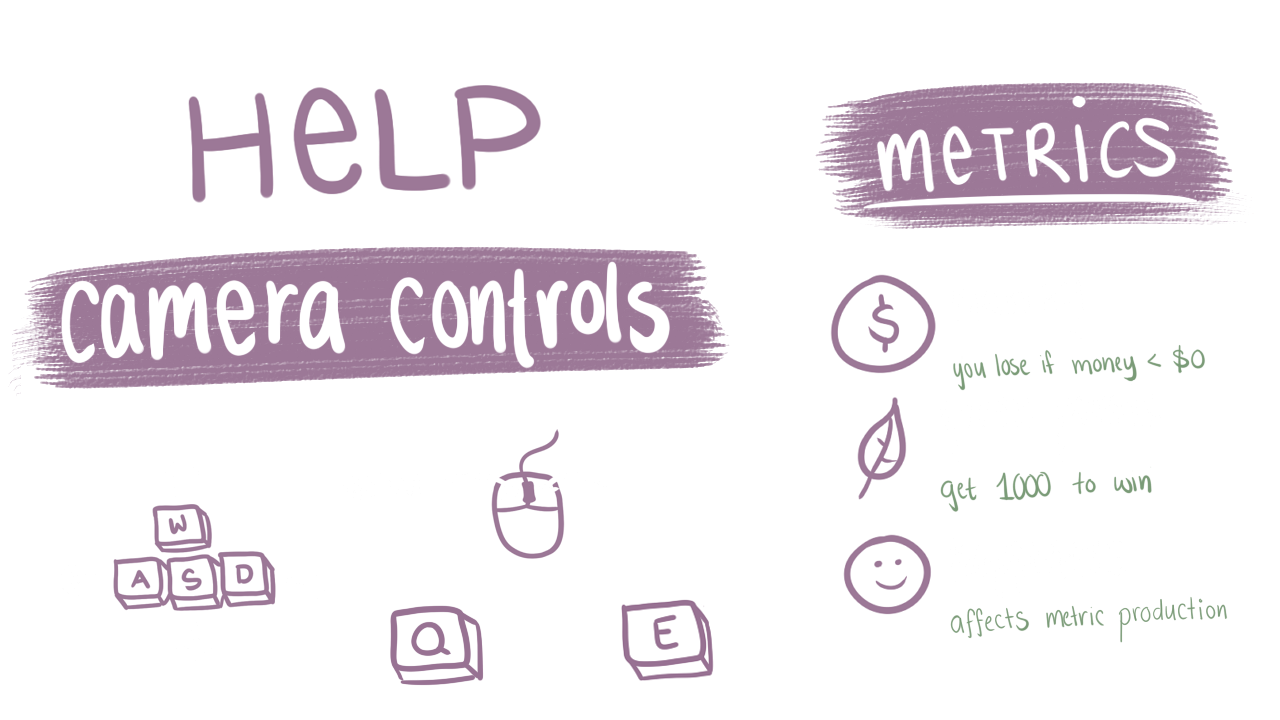 HeLP
camera controls
W
A S D
Q
E
meTRiCS
$
you lose if money < $0
get 1000 to win
affects metric production